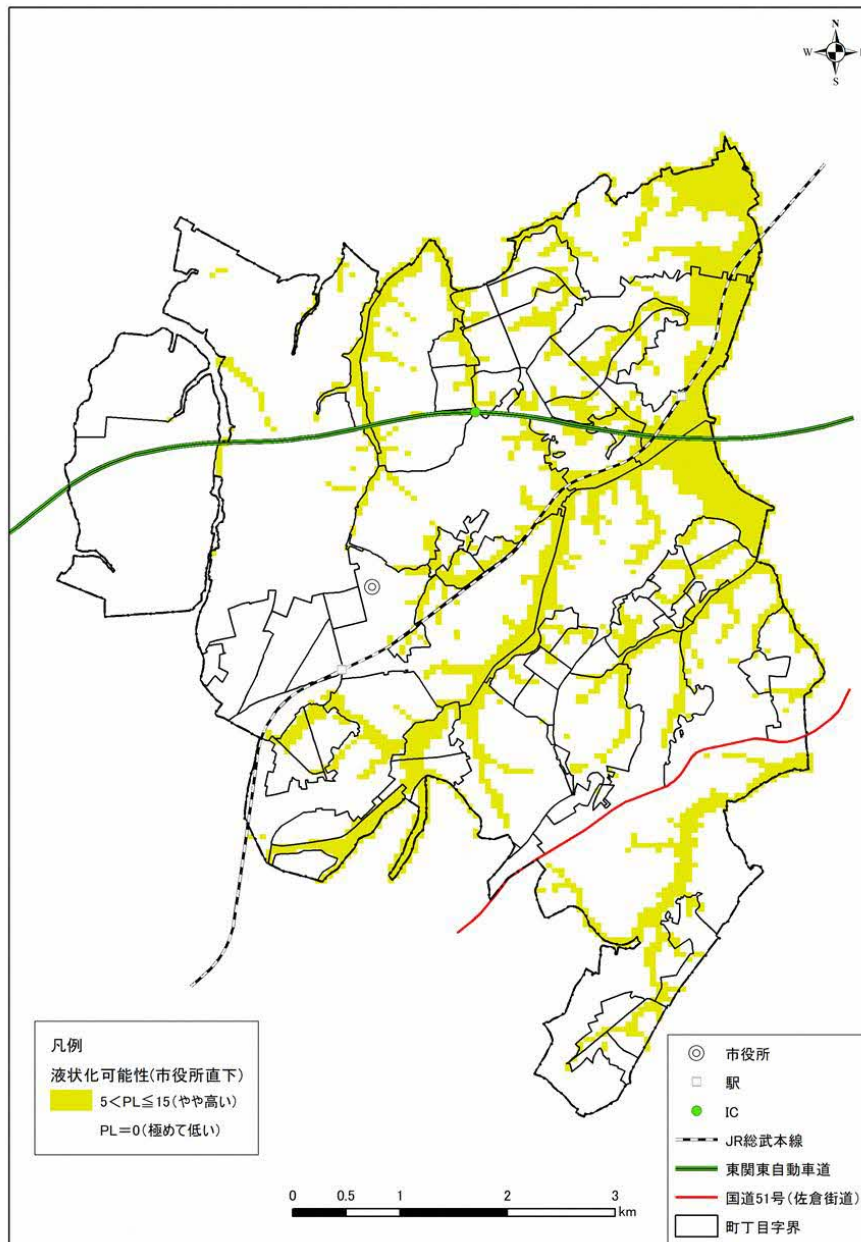 N
W
S
凡例
液状化可能性(市役所直下)
5<PL≦15(やや高い)
PL=0(極めて低い)
市役所
駅
IC
JR総武本線
東関東自動車道
国道51号(佐倉街道)
町丁目字界
0 0.5 1 2 3
km